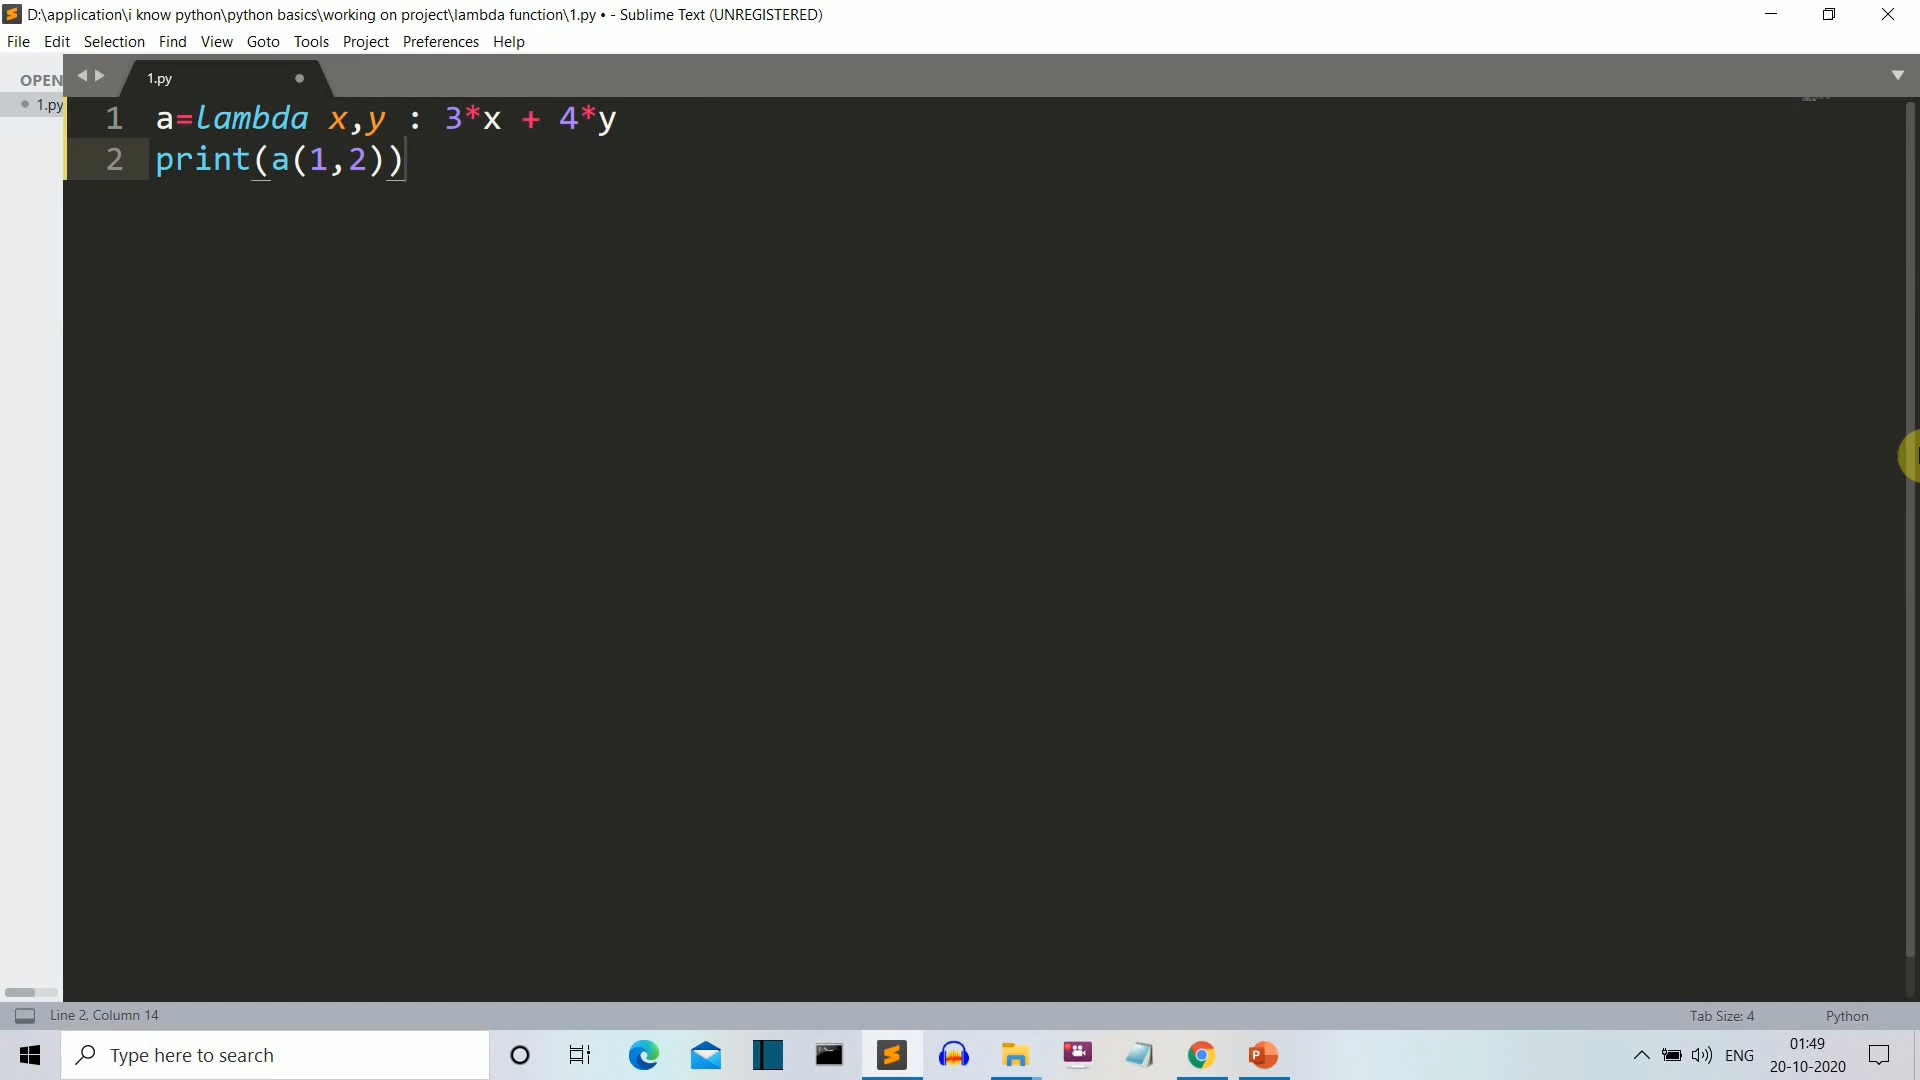 D:\application\i know python\python basics\working on project\lambda function\1.py • - Sublime Text (UNREGISTERED)
File Edit Selection Find View Goto Tools Project Preferences Help
OPEN
1.py
1.py
1 a=lambda x,y : 3*x + 4*y
2 print(a(1,2))
Line 2, Column 14
Tab Size: 4
Python
Type here to search
ENG
01:49
20-10-2020